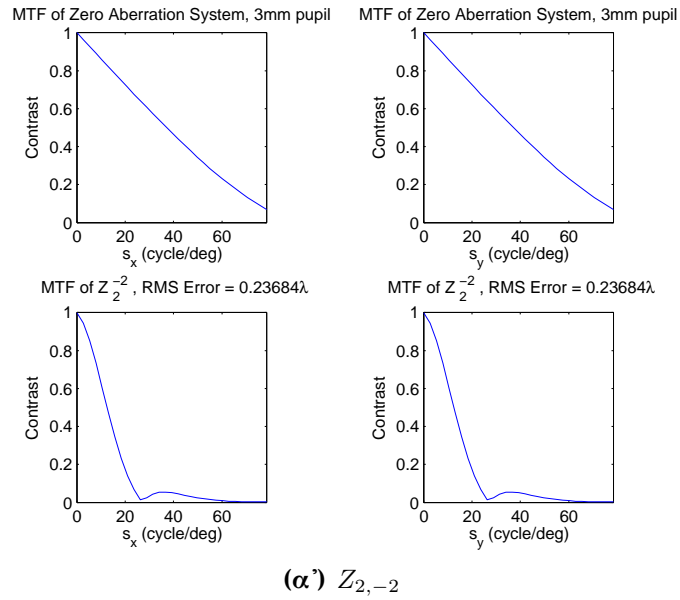 MTF of Zero Aberration System, 3mm pupil
1
0.8
0.6
0.4
0.2
0
Contrast
0 20 40 60
s_x (cycle/deg)
MTF of Zero Aberration System, 3mm pupil
1
0.8
0.6
0.4
0.2
0
Contrast
0 20 40 60
s_y (cycle/deg)
MTF of Z_2^-2 , RMS Error = 0.23684λ
1
0.8
0.6
0.4
0.2
0
Contrast
0 20 40 60
s_x (cycle/deg)
MTF of Z_2^-2 , RMS Error = 0.23684λ
1
0.8
0.6
0.4
0.2
0
Contrast
0 20 40 60
s_y (cycle/deg)
(α') Z_2,−2